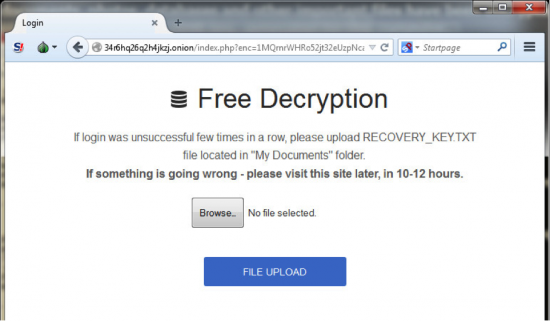 Login
34r6hq26q2h4jkzj.onion/index.php?enc=1MQmrWHRo52jt32eUzpNca
Startpage
Free Decryption
If login was unsuccessful few times in a row, please upload RECOVERY_KEY.TXT
file located in "My Documents" folder.
If something is going wrong - please visit this site later, in 10-12 hours.
Browse.. No file selected.
FILE UPLOAD